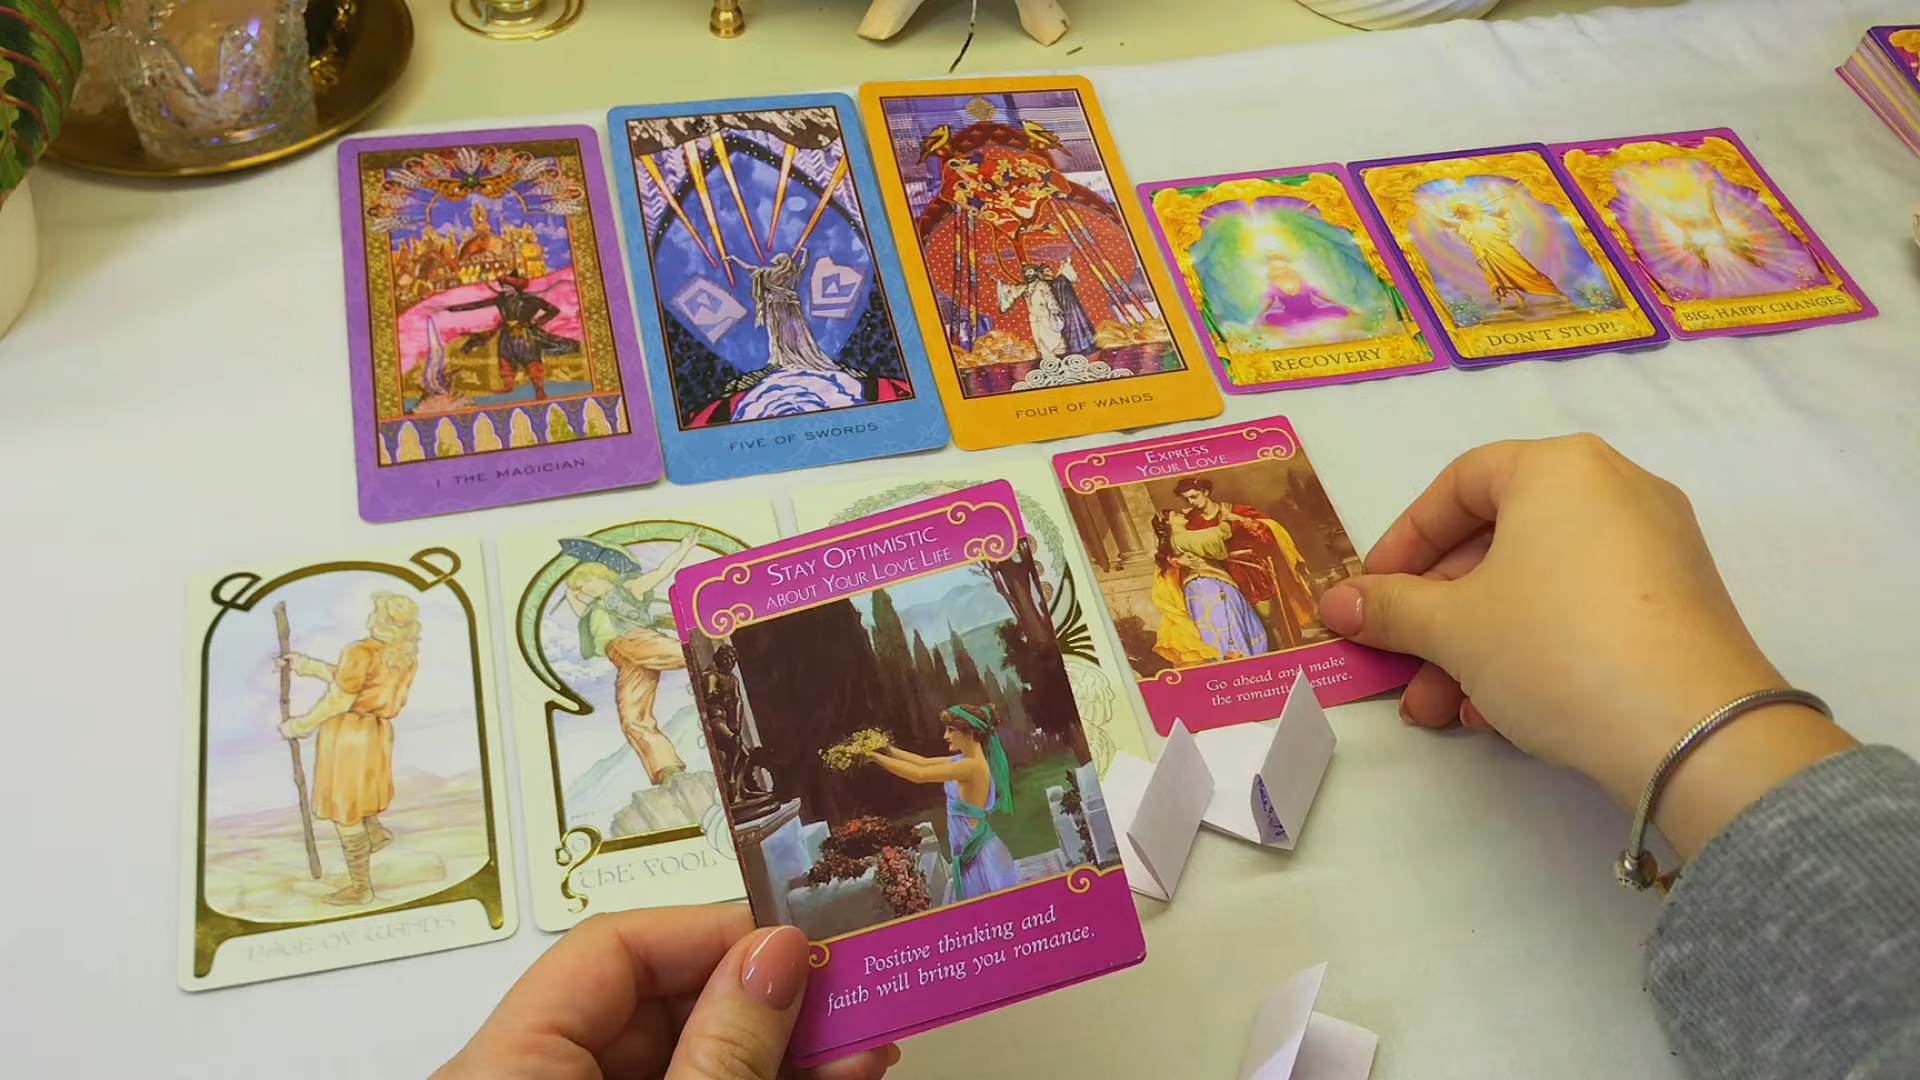 I THE MAGICIAN
FIVE OF SWORDS
FOUR OF WANDS
RECOVERY
DON'T STOP!
BIG, HAPPY CHANGES
PAGE OF WANDS
THE FOOL
STAY OPTIMISTIC
ABOUT YOUR LOVE LIFE
Positive thinking and
faith will bring you romance.
EXPRESS
YOUR LOVE
Go ahead and make
the romantic gesture.